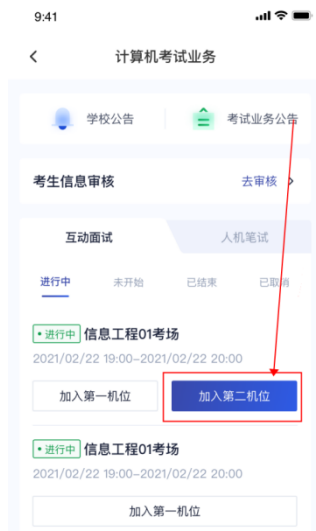 9:41
计算机考试业务
学校公告 考试业务公告
考生信息审核 去审核
互动面试 人机笔试
进行中 未开始 已结束 已取消
进行中 信息工程01考场
2021/02/22 19:00-2021/02/22 20:00
加入第一机位 加入第二机位
进行中 信息工程01考场
2021/02/22 19:00-2021/02/22 20:00
加入第一机位